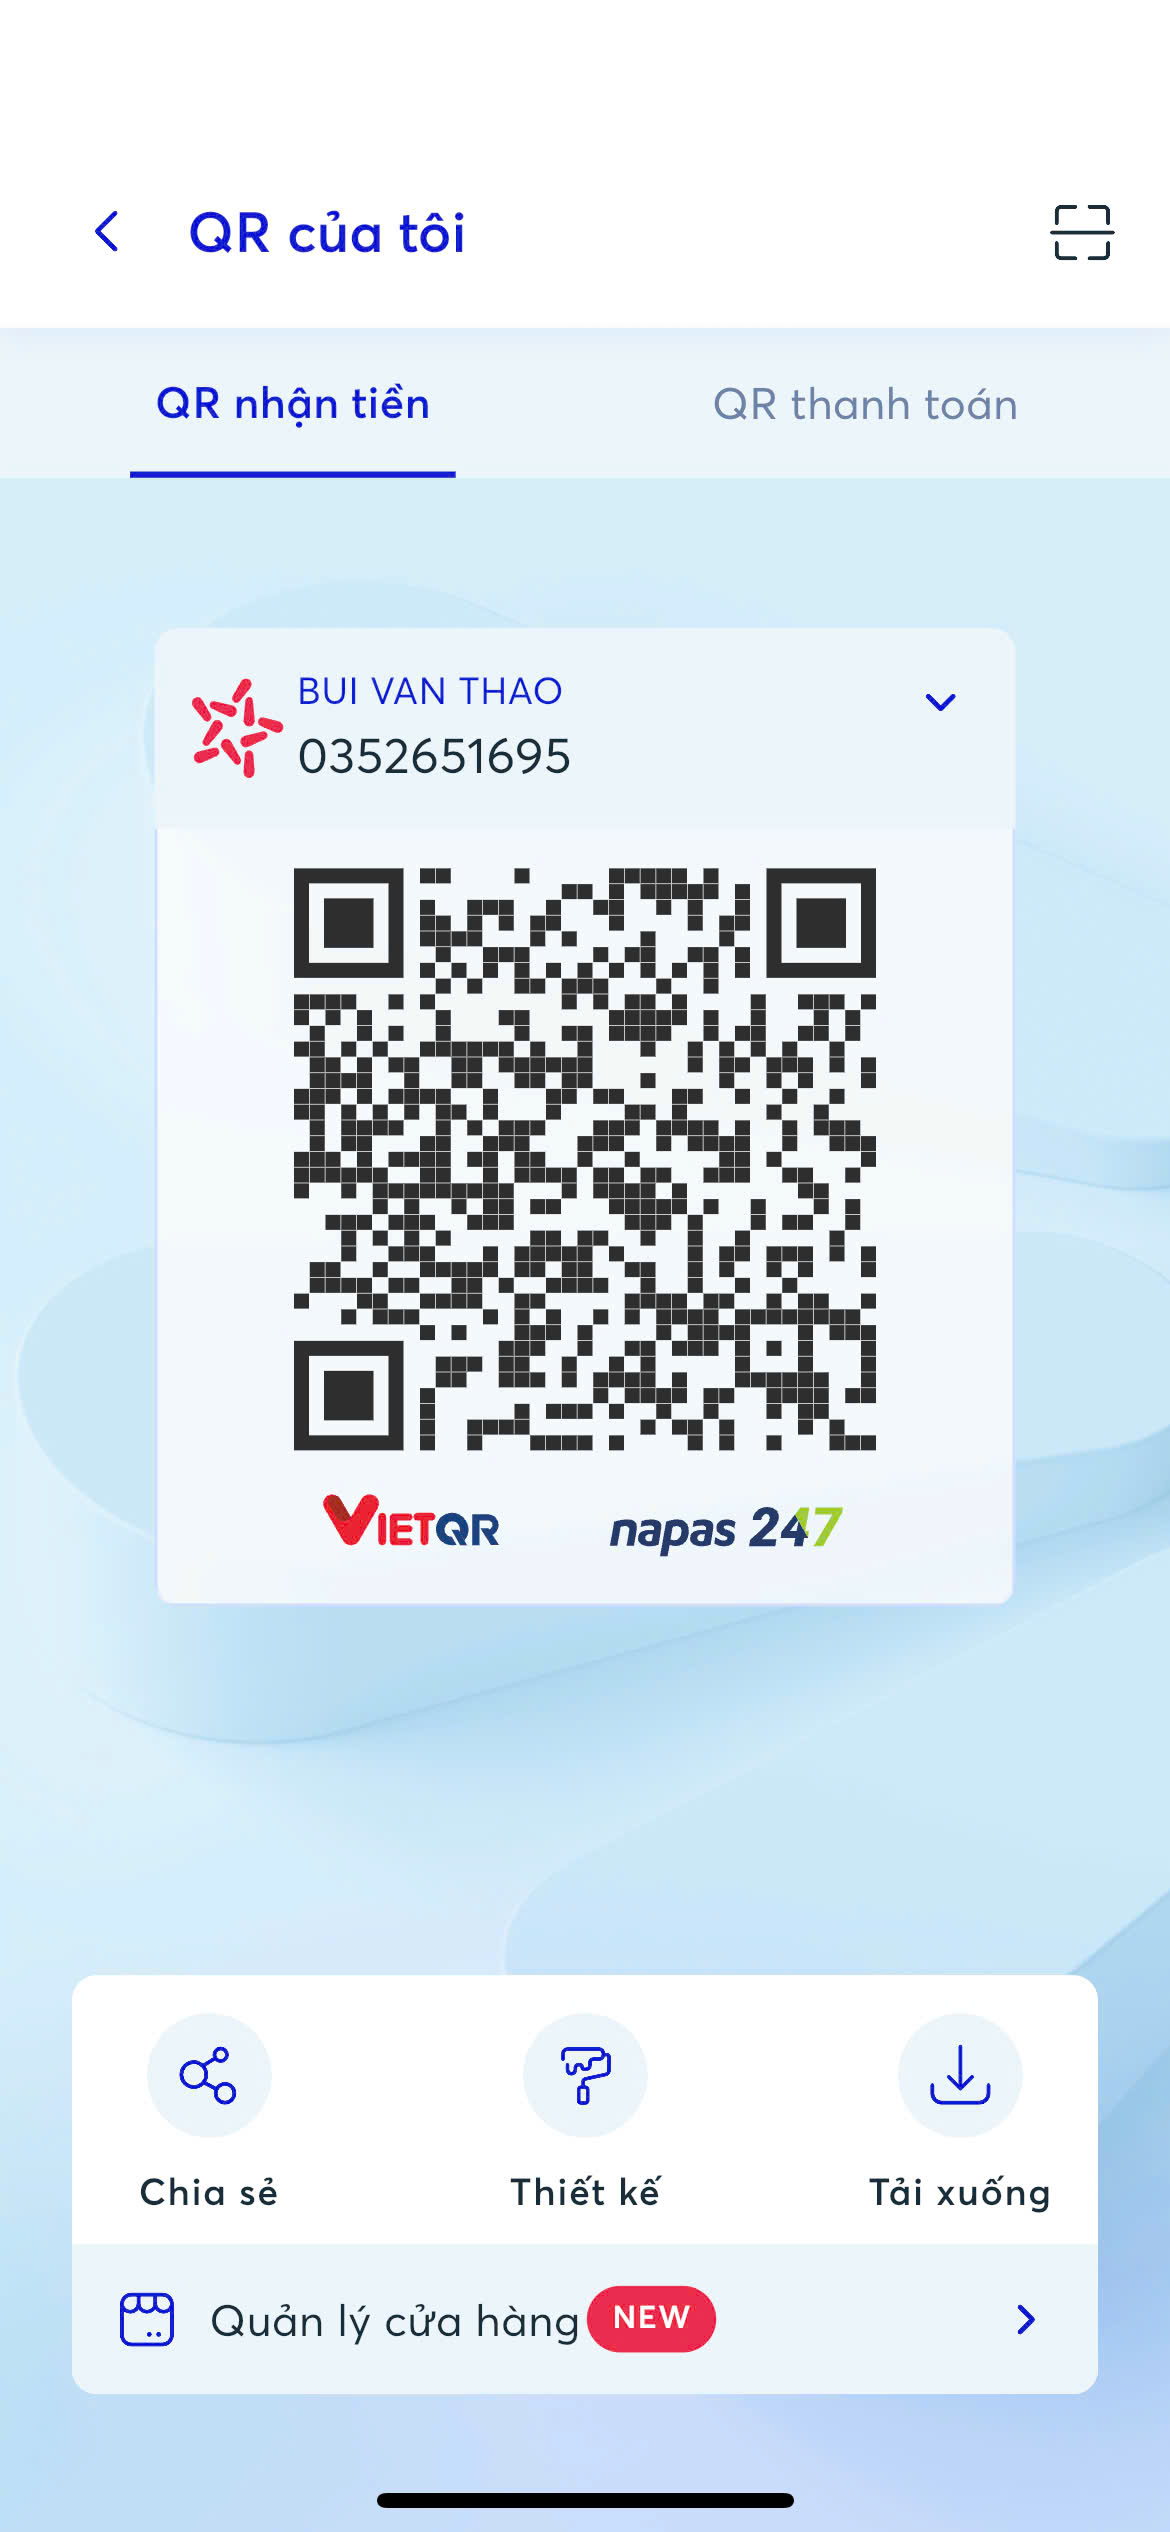 QR của tôi
QR nhận tiền
QR thanh toán
BUI VAN THAO
0352651695
VIETQR
napas 247
Chia sẻ
Thiết kế
Tải xuống
Quản lý cửa hàng NEW